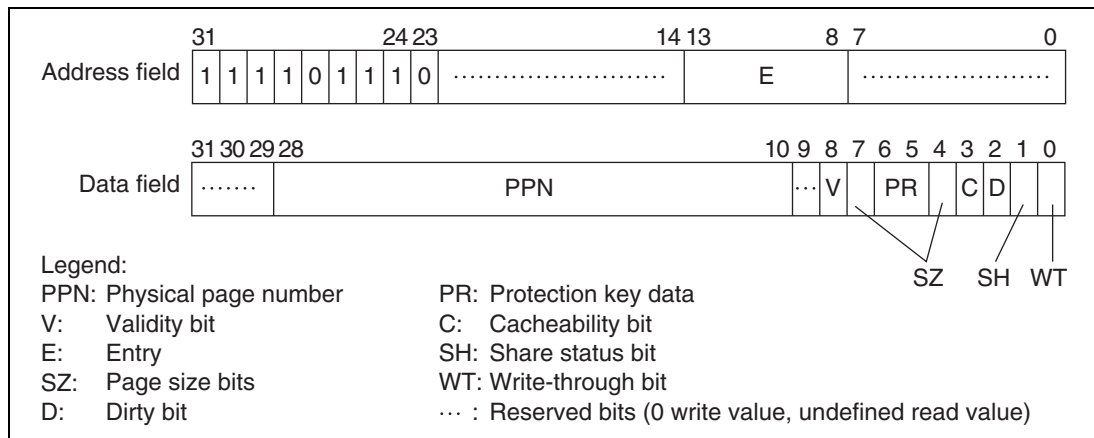 31 24 23 14 13 8 7 0
Address field 1 1 1 1 0 1 1 1 0 ........................ E ......................
31 30 29 28 10 9 8 7 6 5 4 3 2 1 0
Data field ....... PPN ... V PR C D
SZ SH WT
Legend:
PPN: Physical page number PR: Protection key data
V: Validity bit C: Cacheability bit
E: Entry SH: Share status bit
SZ: Page size bits WT: Write-through bit
D: Dirty bit ... : Reserved bits (0 write value, undefined read value)